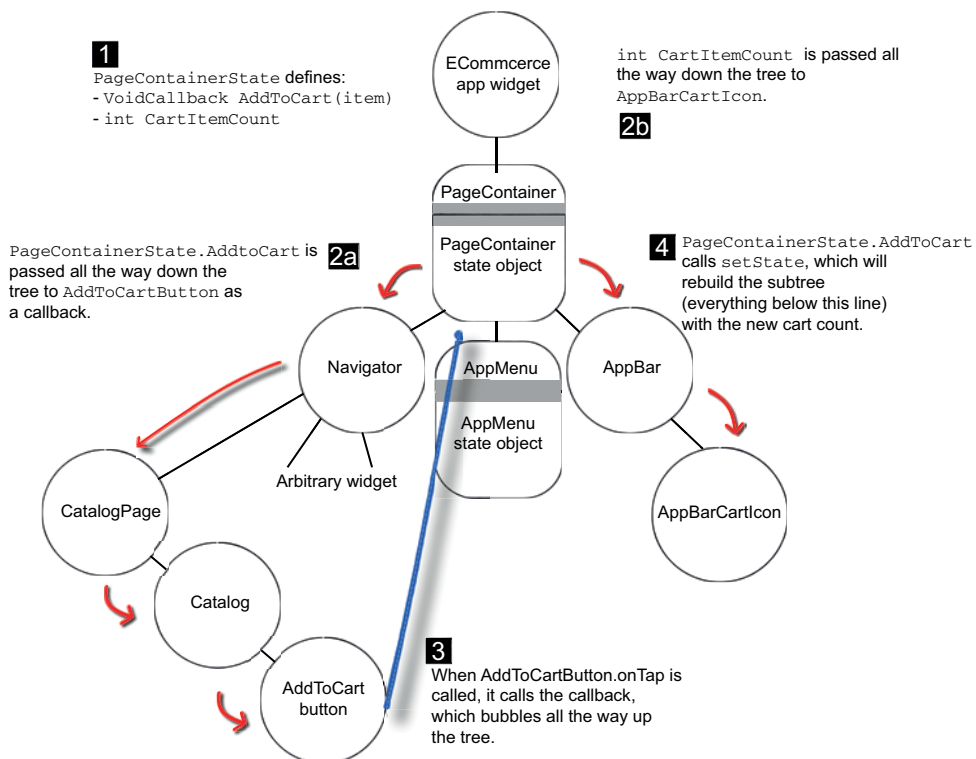 1
PageContainerState defines:
- VoidCallback AddToCart(item)
- int CartItemCount
ECommcerce
app widget
int CartItemCount is passed all
the way down the tree to
AppBarCartIcon.
2b
PageContainer
PageContainer
state object
PageContainerState.AddtoCart is
passed all the way down the
tree to AddToCartButton as
a callback.
2a
4
PageContainerState.AddToCart
calls setState, which will
rebuild the subtree
(everything below this line)
with the new cart count.
Navigator
AppMenu
AppMenu
state object
AppBar
Arbitrary widget
CatalogPage
AppBarCartIcon
Catalog
AddToCart
button
3
When AddToCartButton.onTap is
called, it calls the callback,
which bubbles all the way up
the tree.